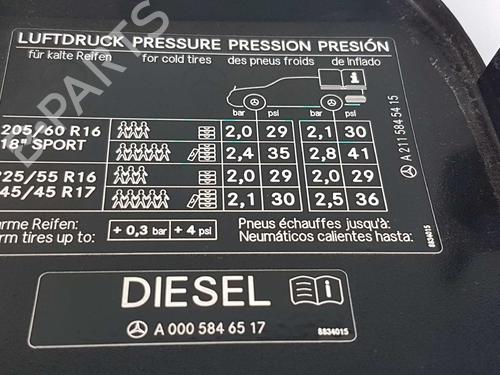 LUFTDRUCK PRESSURE PRESSION PRESIÓN
für kalte Reifen for cold tires des pneus froids de inflado
i
bar psi bar psi
205/60 R16 2,0 29 2,1 30
18" SPORT 2,4 35 2,8 41
225/55 R16 2,0 29 2,0 29
45/45 R17 2,1 30 2,5 36
arme Reifen: Pneus échauffes jusqu'à:
rm tires up to: + 0,3 bar + 4 psi Neumáticos calientes hasta:
A 211 584 54 15
8834015
DIESEL i
A 000 584 65 17 8834015
B-PARTS